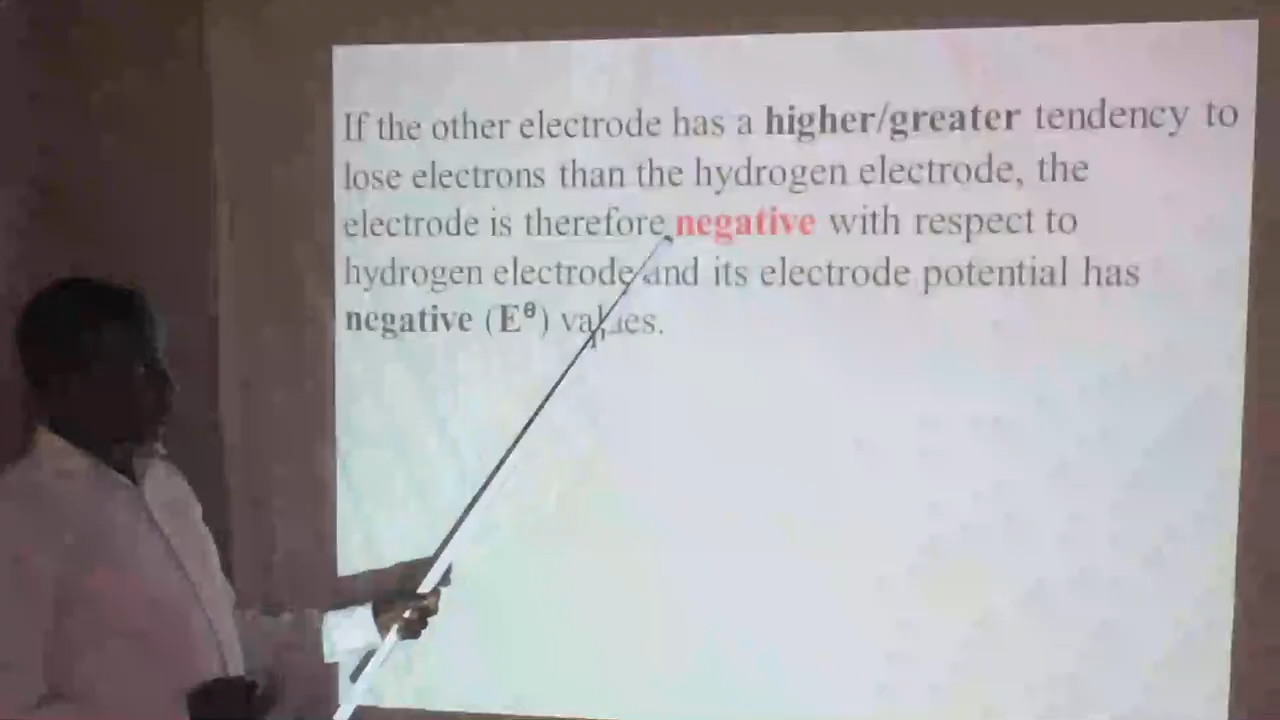 If the other electrode has a higher/greater tendency to
lose electrons than the hydrogen electrode, the
electrode is therefore negative with respect to
hydrogen electrode and its electrode potential has
negative (Eᶿ) values.